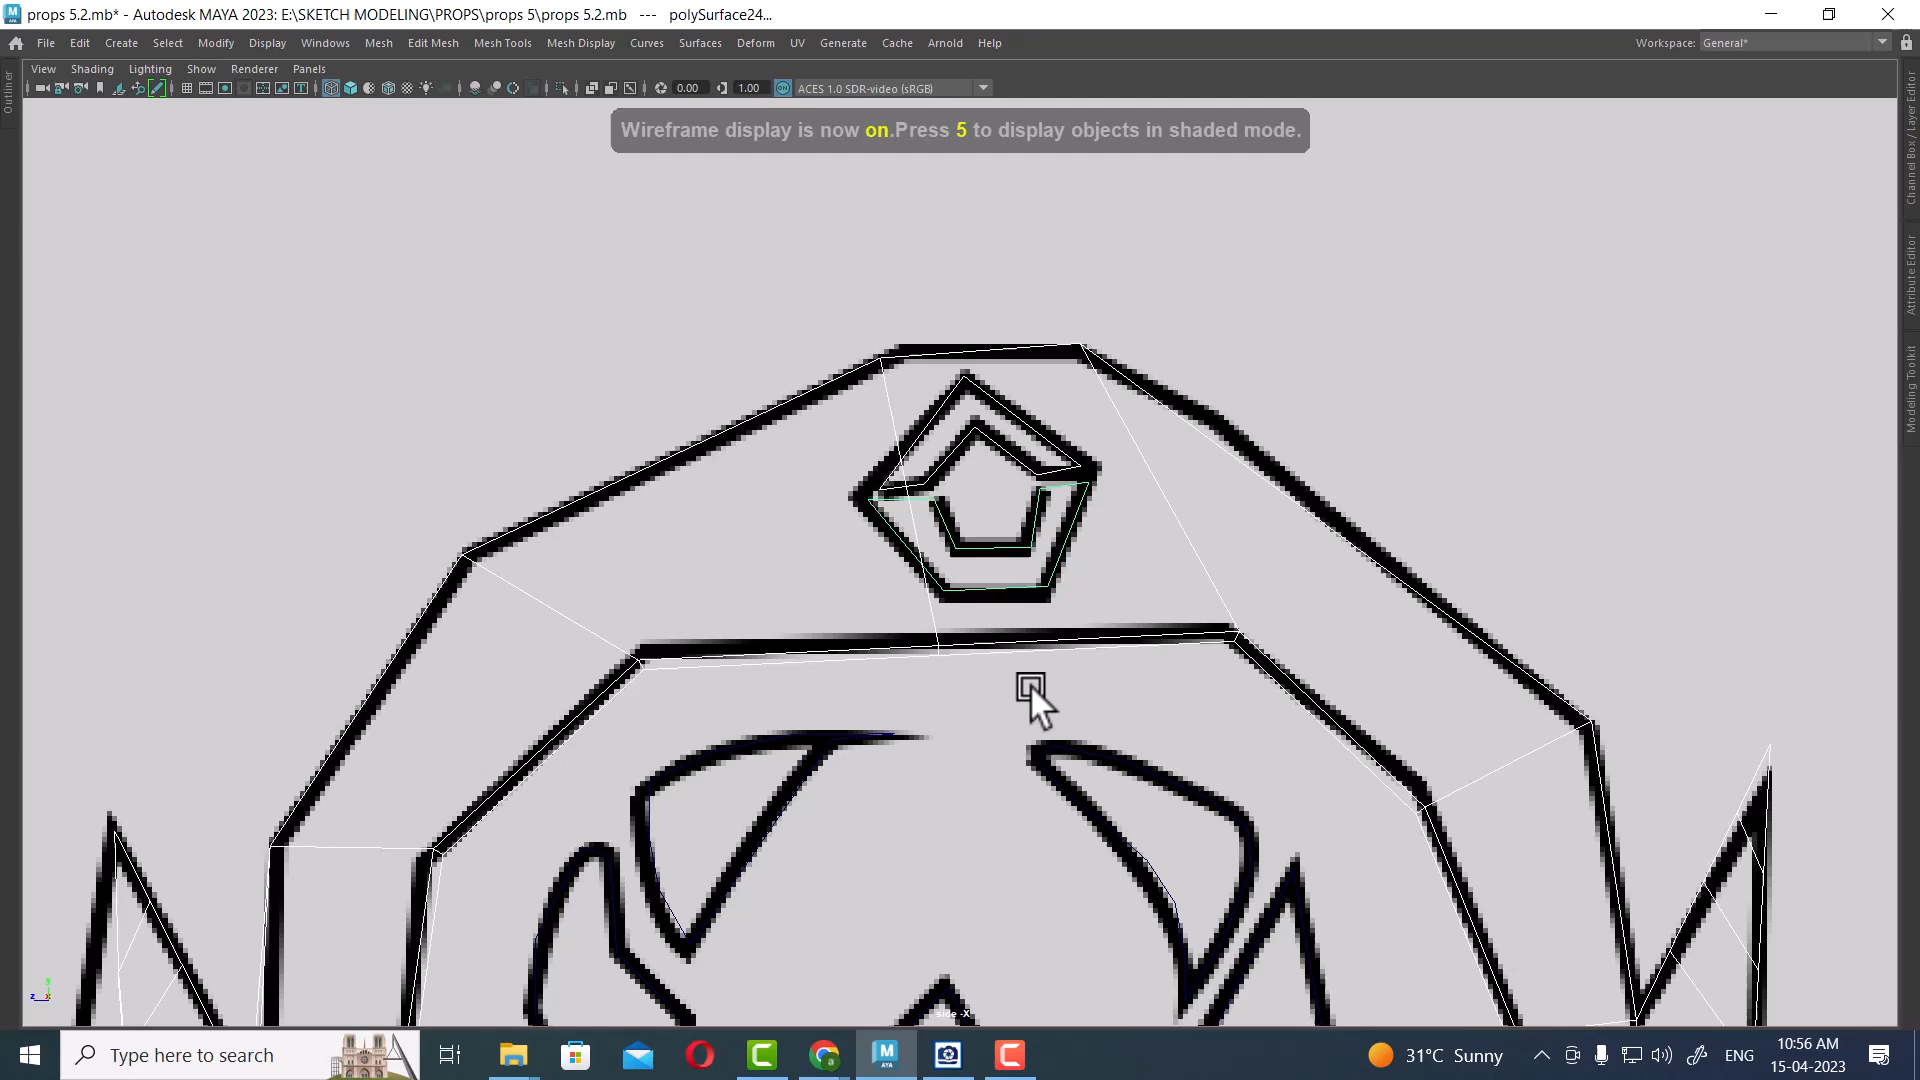 props 5.2.mb* - Autodesk MAYA 2023: E:\SKETCH MODELING\PROPS\props 5\props 5.2.mb   ---   polySurface24...
File Edit Create Select Modify Display Windows Mesh Edit Mesh Mesh Tools Mesh Display Curves Surfaces Deform UV Generate Cache Arnold Help Workspace: General*
View Shading Lighting Show Renderer Panels
0.00 1.00 ON ACES 1.0 SDR-video (sRGB)
Outliner
Channel Box / Layer Editor
Attribute Editor
Modeling Toolkit
Wireframe display is now on.Press 5 to display objects in shaded mode.
y
z x
side -X
Type here to search
31°C Sunny
ENG
10:56 AM
15-04-2023